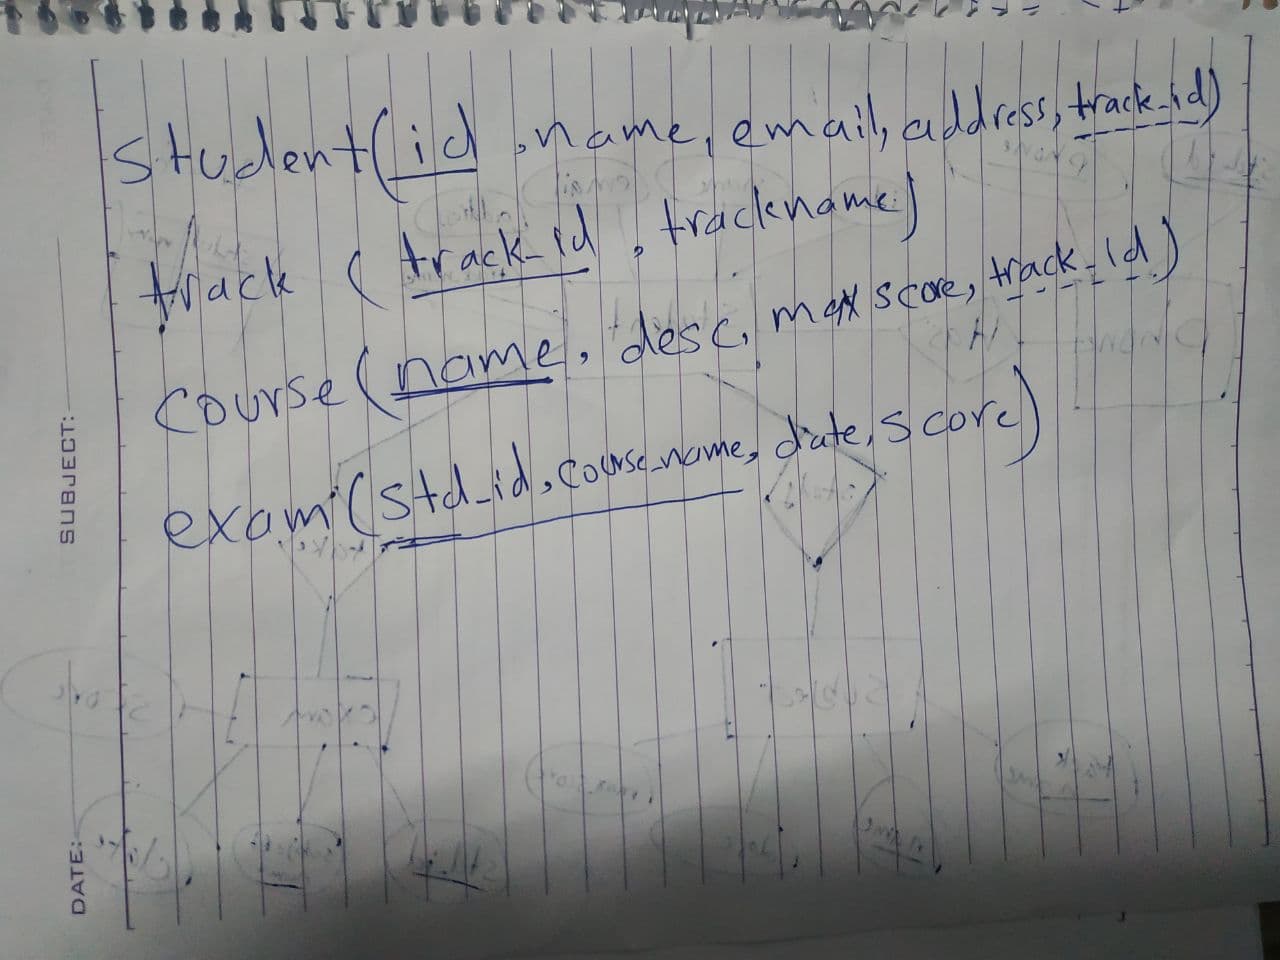 Student(id, name, email, address, track_id)
track (track_id, trackname)
course(name, desc, max score, track_id)
exam(std_id, course_name, date, score)
SUBJECT:
DATE: